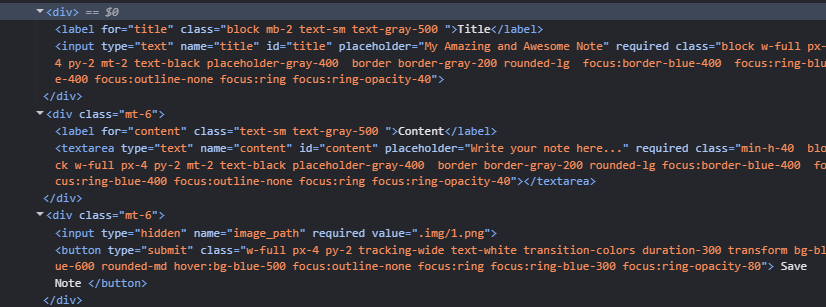 <div> == $0
<label for="title" class="block mb-2 text-sm text-gray-500 ">Title</label>
<input type="text" name="title" id="title" placeholder="My Amazing and Awesome Note" required class="block w-full px-
4 py-2 mt-2 text-black placeholder-gray-400  border border-gray-200 rounded-lg  focus:border-blue-400  focus:ring-blu
e-400 focus:outline-none focus:ring focus:ring-opacity-40">
</div>
<div class="mt-6">
<label for="content" class="text-sm text-gray-500 ">Content</label>
<textarea type="text" name="content" id="content" placeholder="Write your note here..." required class="min-h-40  blo
ck w-full px-4 py-2 mt-2 text-black placeholder-gray-400  border border-gray-200 rounded-lg focus:border-blue-400  fo
cus:ring-blue-400 focus:outline-none focus:ring focus:ring-opacity-40"></textarea>
</div>
<div class="mt-6">
<input type="hidden" name="image_path" required value=".img/1.png">
<button type="submit" class="w-full px-4 py-2 tracking-wide text-white transition-colors duration-300 transform bg-bl
ue-600 rounded-md hover:bg-blue-500 focus:outline-none focus:ring focus:ring-blue-300 focus:ring-opacity-80"> Save
Note </button>
</div>